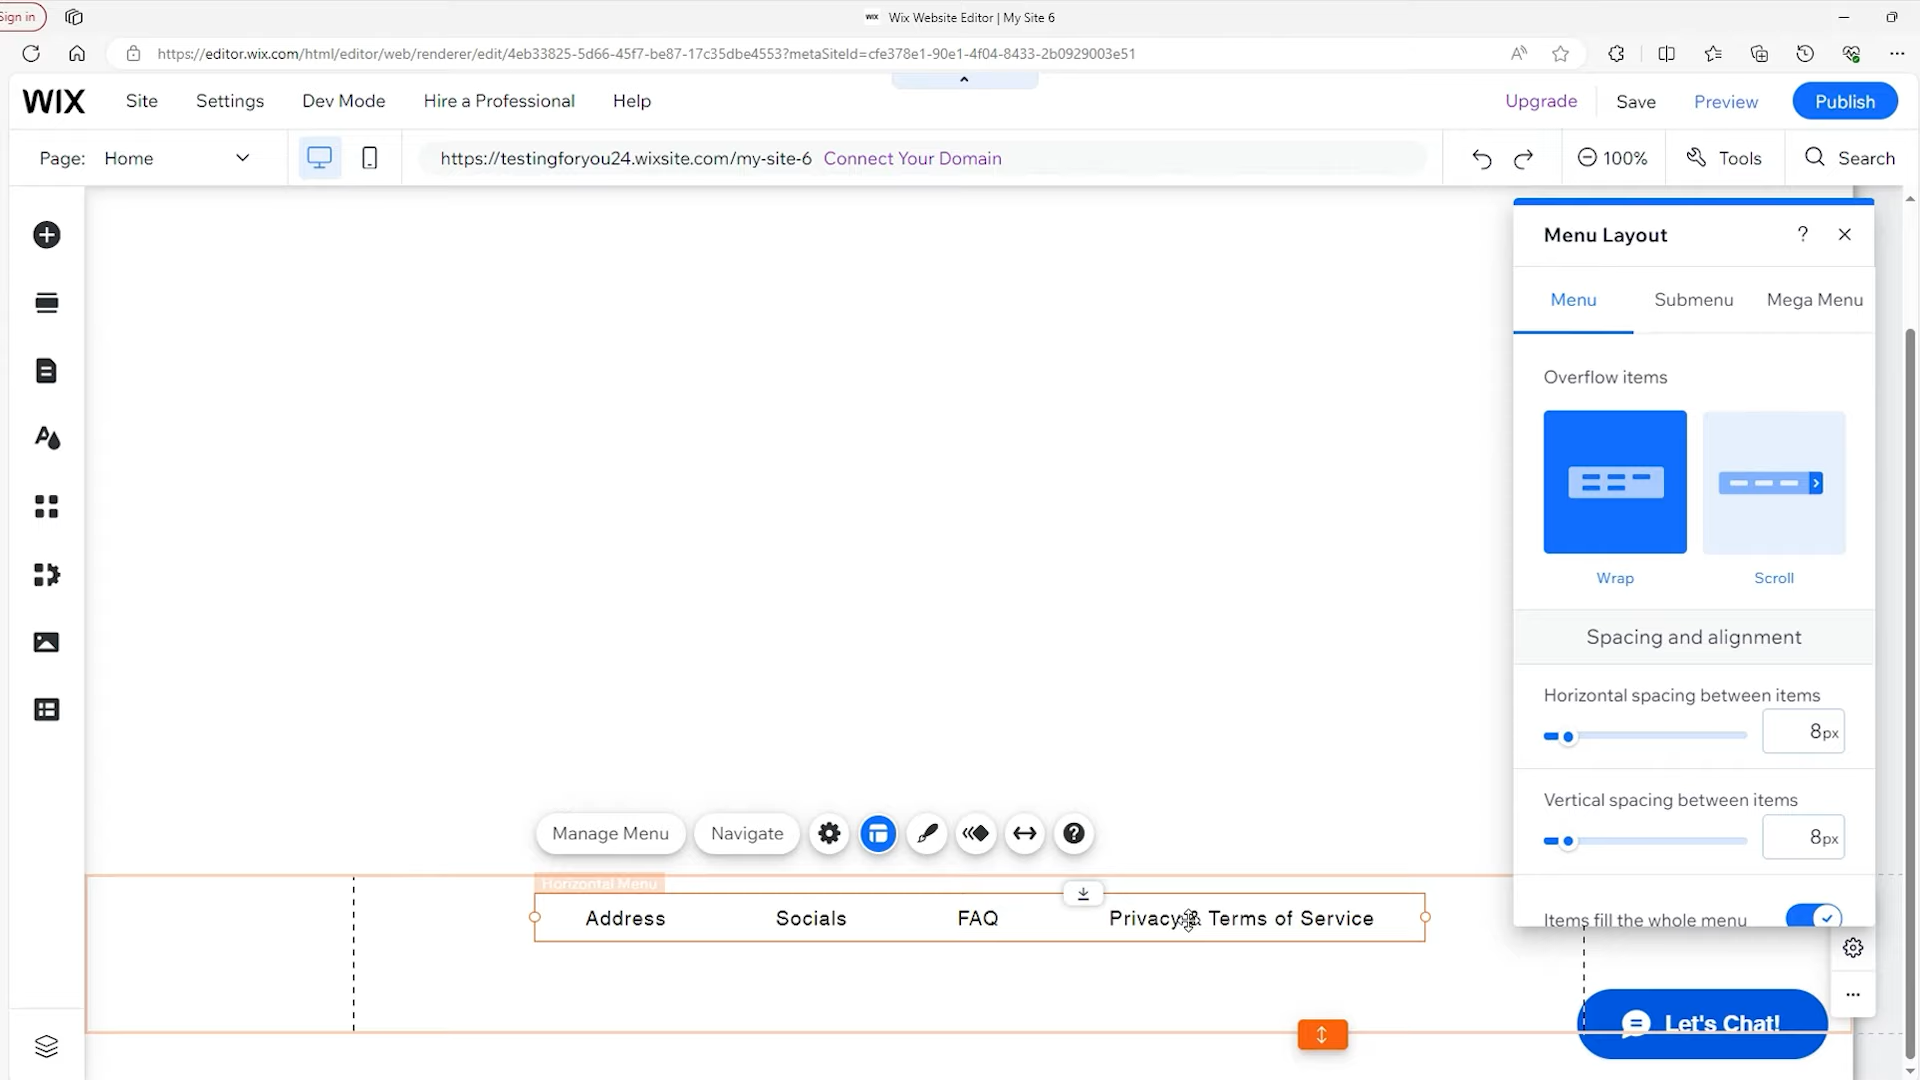 Sign in
WIX Wix Website Editor | My Site 6
https://editor.wix.com/html/editor/web/renderer/edit/4eb33825-5d66-45f7-be87-17c35dbe4553?metaSiteId=cfe378e1-90e1-4f04-8433-2b0929003e51
WIX Site Settings Dev Mode Hire a Professional Help Upgrade Save Preview Publish
Page: Home https://testingforyou24.wixsite.com/my-site-6 Connect Your Domain 100% Tools Search
Menu Layout ?
Menu Submenu Mega Menu
Overflow items
Wrap Scroll
Spacing and alignment
Horizontal spacing between items
8px
Vertical spacing between items
8px
Items fill the whole menu
Manage Menu Navigate ?
Horizontal Menu
Address Socials FAQ Privacy & Terms of Service
Let's Chat!